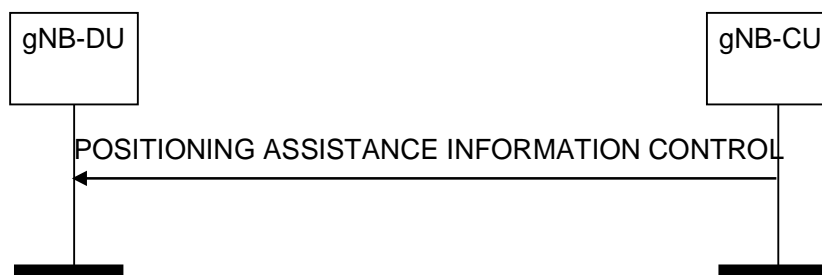 gNB-DU
gNB-CU
POSITIONING ASSISTANCE INFORMATION CONTROL